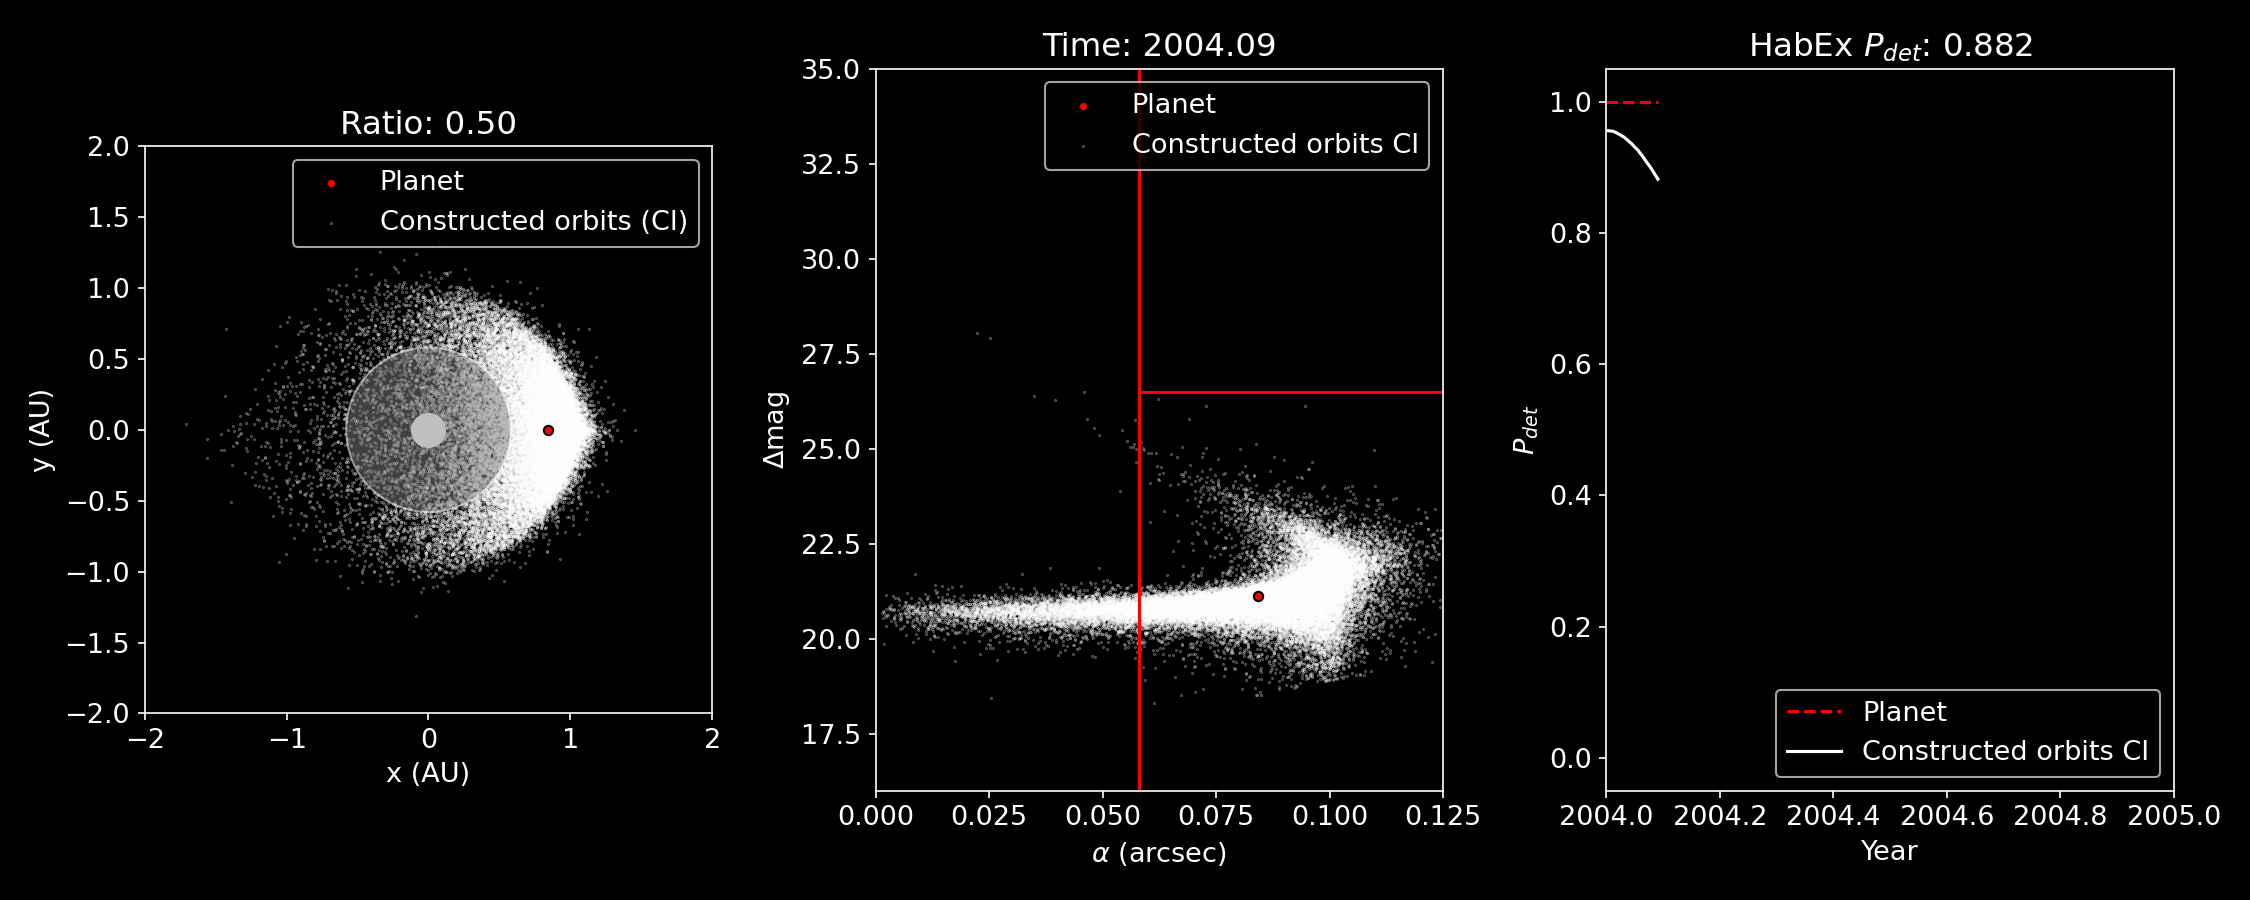 Ratio: 0.50
Planet
Constructed orbits (CI)
2.0
1.5
1.0
0.5
0.0
−0.5
−1.0
−1.5
−2.0
−2 −1 0 1 2
x (AU)
y (AU)
Time: 2004.09
Planet
Constructed orbits CI
35.0
32.5
30.0
27.5
25.0
22.5
20.0
17.5
0.000 0.025 0.050 0.075 0.100 0.125
α (arcsec)
Δmag
HabEx Pdet: 0.882
1.0
0.8
0.6
0.4
0.2
0.0
Planet
Constructed orbits CI
2004.0 2004.2 2004.4 2004.6 2004.8 2005.0
Year
Pdet